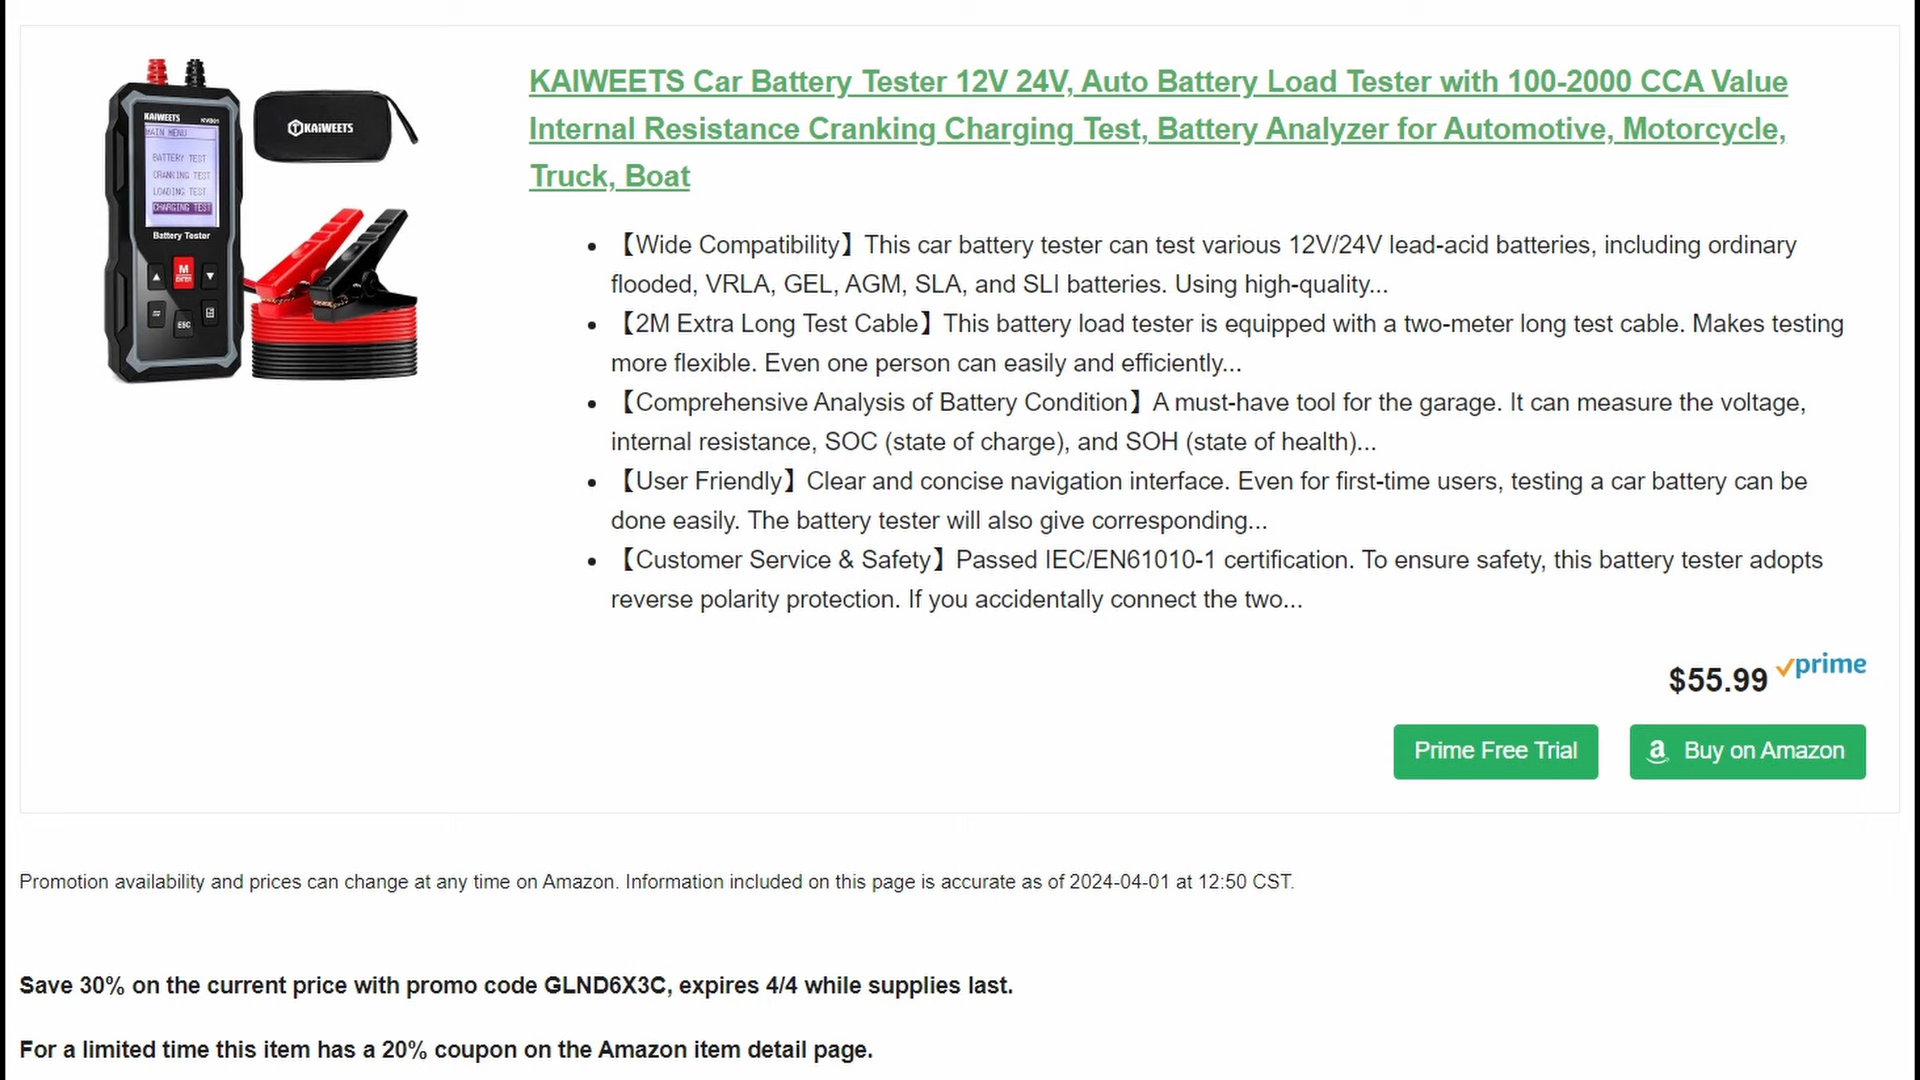 KAIWEETS
KV001
MAIN MENU
BATTERY TEST
CRANKING TEST
LOADING TEST
CHARGING TEST
Battery Tester
M
ENTER
ESC
KAIWEETS
KAIWEETS Car Battery Tester 12V 24V, Auto Battery Load Tester with 100-2000 CCA Value
Internal Resistance Cranking Charging Test, Battery Analyzer for Automotive, Motorcycle,
Truck, Boat
• 【Wide Compatibility】This car battery tester can test various 12V/24V lead-acid batteries, including ordinary
flooded, VRLA, GEL, AGM, SLA, and SLI batteries. Using high-quality...
• 【2M Extra Long Test Cable】This battery load tester is equipped with a two-meter long test cable. Makes testing
more flexible. Even one person can easily and efficiently...
• 【Comprehensive Analysis of Battery Condition】A must-have tool for the garage. It can measure the voltage,
internal resistance, SOC (state of charge), and SOH (state of health)...
• 【User Friendly】Clear and concise navigation interface. Even for first-time users, testing a car battery can be
done easily. The battery tester will also give corresponding...
• 【Customer Service & Safety】Passed IEC/EN61010-1 certification. To ensure safety, this battery tester adopts
reverse polarity protection. If you accidentally connect the two...
$55.99 prime
Prime Free Trial
a Buy on Amazon
Promotion availability and prices can change at any time on Amazon. Information included on this page is accurate as of 2024-04-01 at 12:50 CST.
Save 30% on the current price with promo code GLND6X3C, expires 4/4 while supplies last.
For a limited time this item has a 20% coupon on the Amazon item detail page.